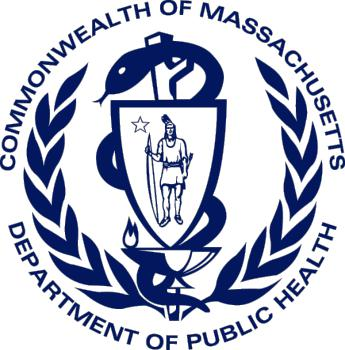 COMMONWEALTH OF MASSACHUSETTS
DEPARTMENT OF PUBLIC HEALTH